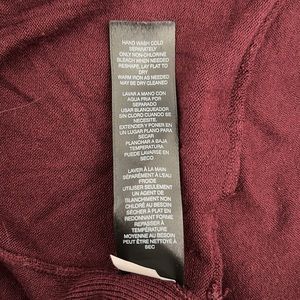 HAND WASH COLD
SEPARATELY
ONLY NON-CHLORINE
BLEACH WHEN NEEDED
RESHAPE, LAY FLAT TO
DRY
WARM IRON AS NEEDED
MAY BE DRY CLEANED
LAVAR A MANO CON
AGUA FRIA POR
SEPARADO
USAR BLANQUEADOR
SIN CLORO CUANDO SE
NECESITE
EXTENDER Y PONER EN
UN LUGAR PLANO PARA
SECAR
PLANCHAR A BAJA
TEMPERATURA
PUEDE LAVARSE EN
SECO
LAVER À LA MAIN
SÉPARÉMENT À L'EAU
FROIDE
UTILISER SEULEMENT
UN AGENT DE
BLANCHIMENT NON
CHLORÉ AU BESOIN
SÉCHER À PLAT EN
REDONNANT FORME
REPASSER À
TEMPÉRATURE
MOYENNE AU BESOIN
PEUT ÊTRE NETTOYÉ À
SEC